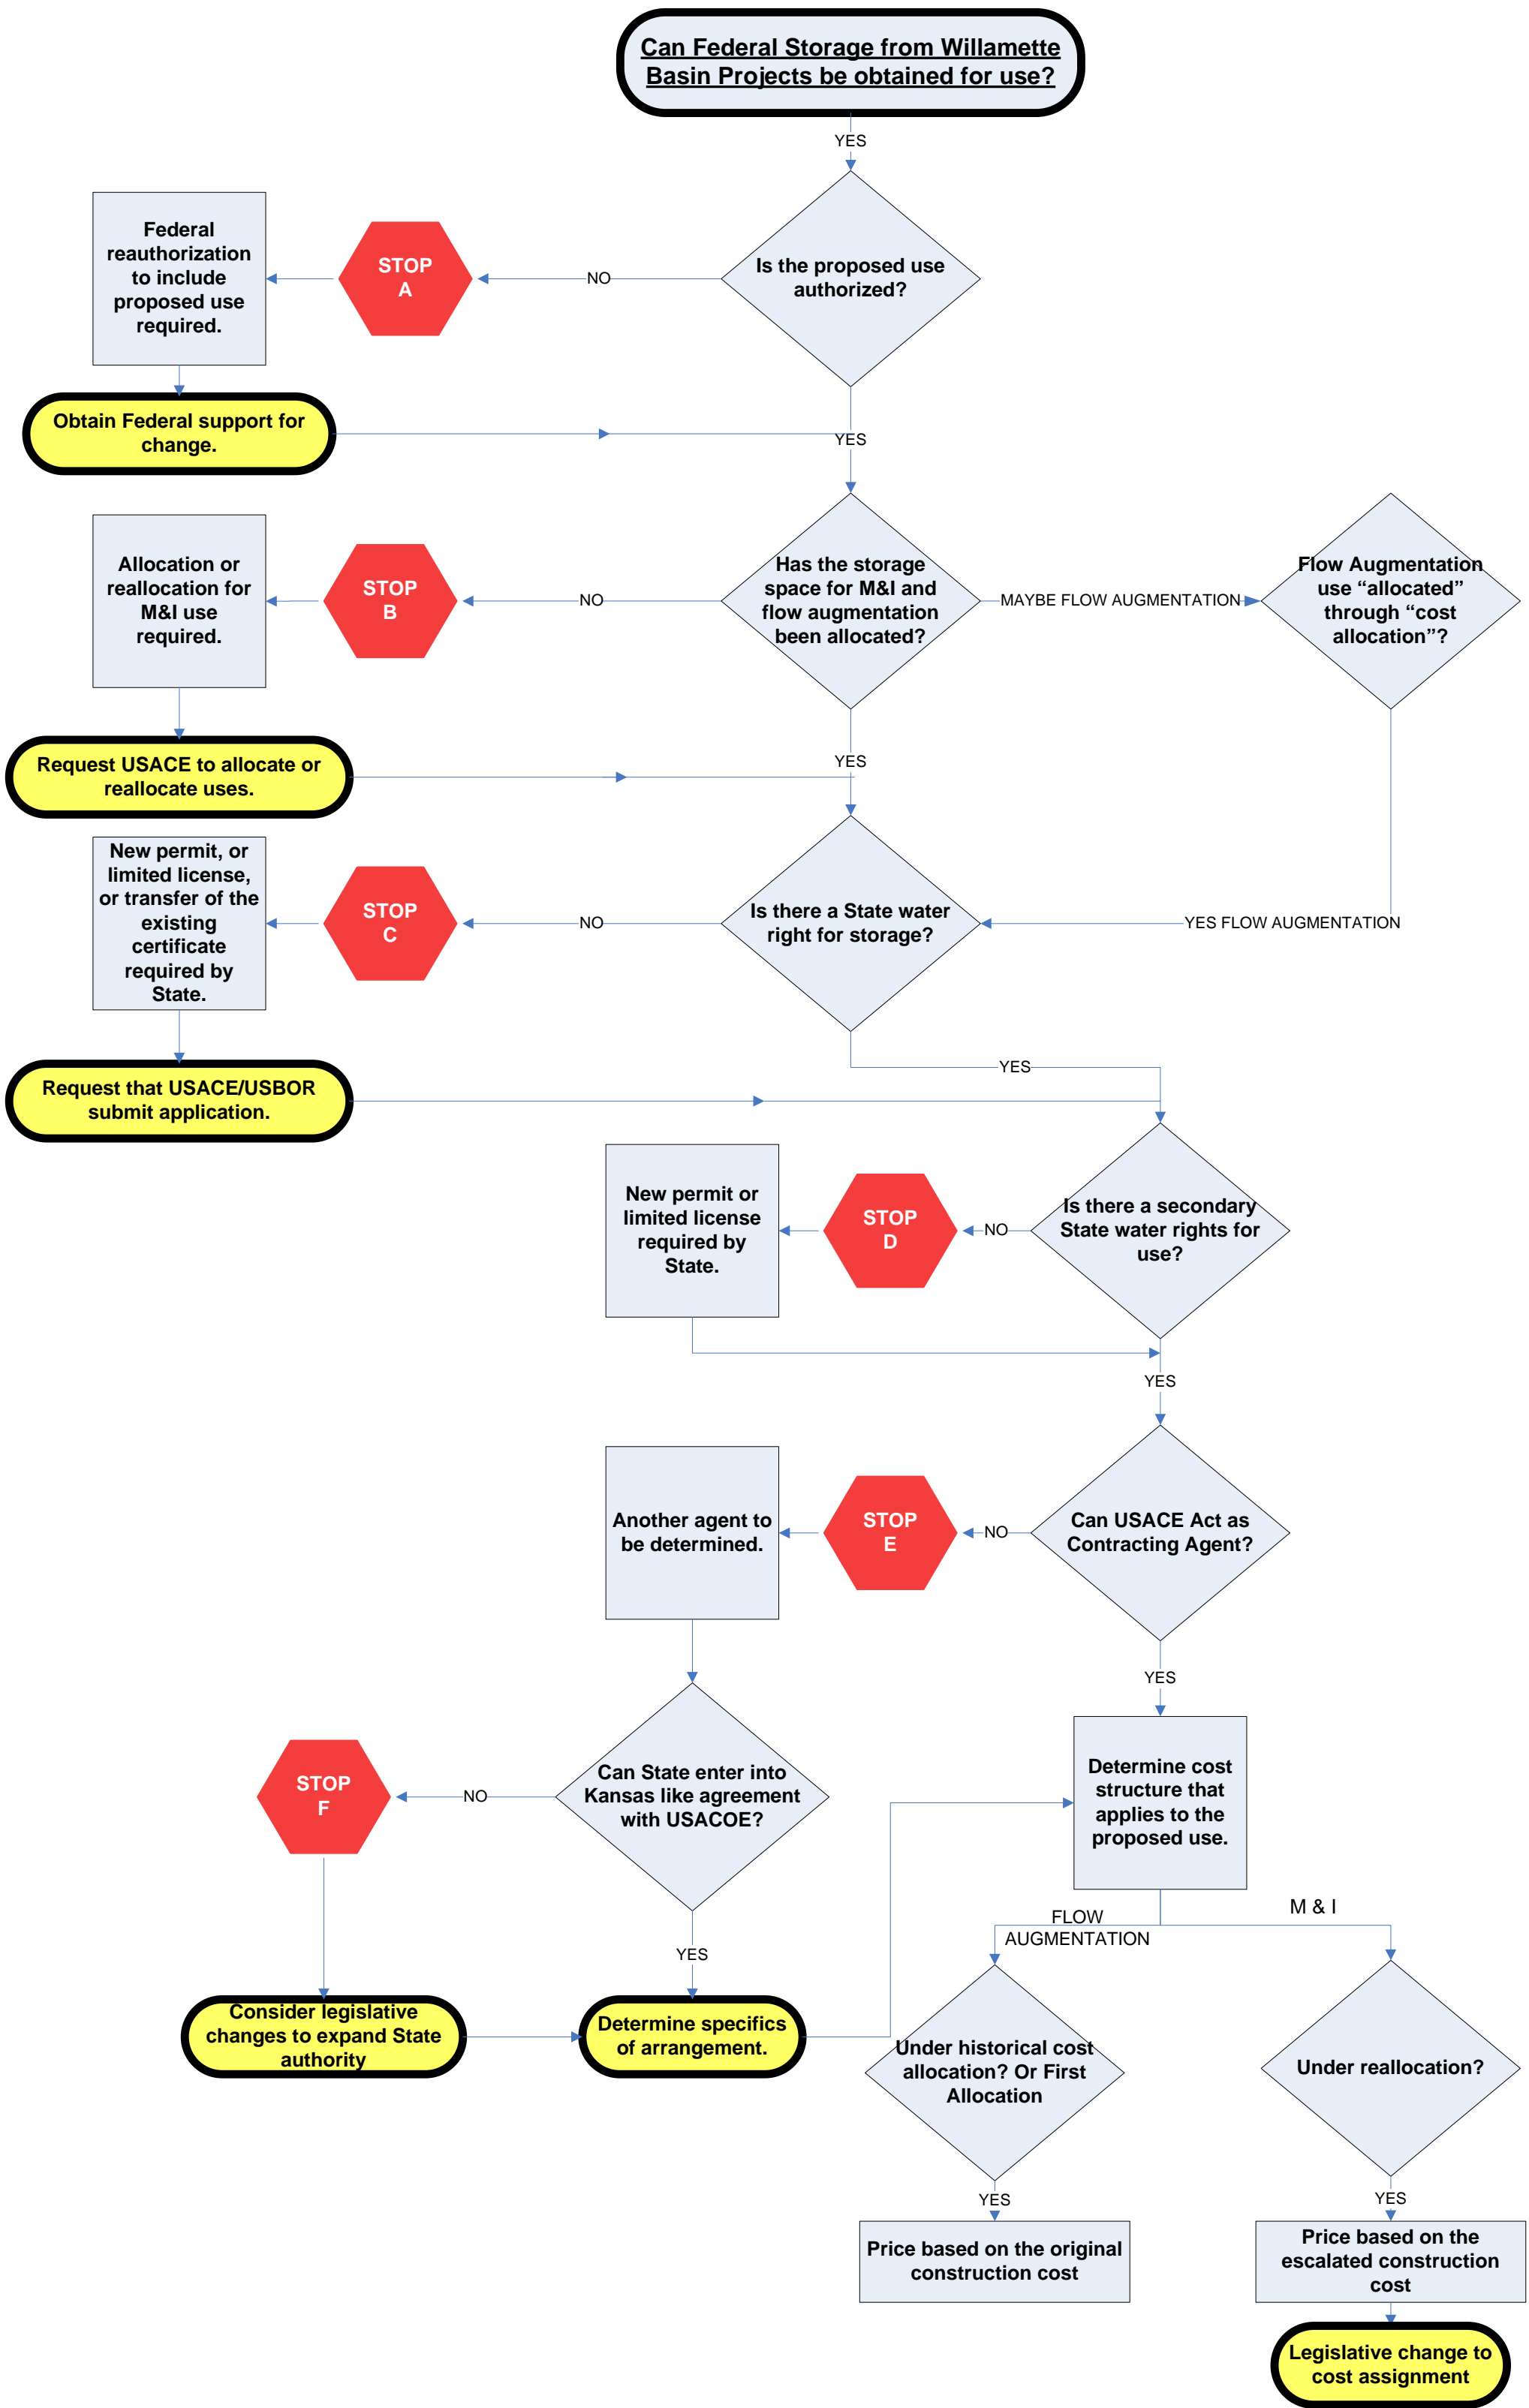 Can Federal Storage from Willamette
Basin Projects be obtained for use?
YES
Federal
reauthorization
to include
proposed use
required.
STOP
A
NO
Is the proposed use
authorized?
Obtain Federal support for
change.
YES
Allocation or
reallocation for
M&I use
required.
STOP
B
NO
Has the storage
space for M&I and
flow augmentation
been allocated?
MAYBE FLOW AUGMENTATION
Flow Augmentation
use “allocated”
through “cost
allocation”?
Request USACE to allocate or
reallocate uses.
YES
New permit, or
limited license,
or transfer of the
existing
certificate
required by
State.
STOP
C
NO
Is there a State water
right for storage?
YES FLOW AUGMENTATION
YES
Request that USACE/USBOR
submit application.
New permit or
limited license
required by
State.
STOP
D
NO
Is there a secondary
State water rights for
use?
YES
Another agent to
be determined.
STOP
E
NO
Can USACE Act as
Contracting Agent?
YES
STOP
F
NO
Can State enter into
Kansas like agreement
with USACOE?
Determine cost
structure that
applies to the
proposed use.
YES
FLOW
AUGMENTATION
M & I
Consider legislative
changes to expand State
authority
Determine specifics
of arrangement.
Under historical cost
allocation? Or First
Allocation
Under reallocation?
YES
YES
Price based on the original
construction cost
Price based on the
escalated construction
cost
Legislative change to
cost assignment